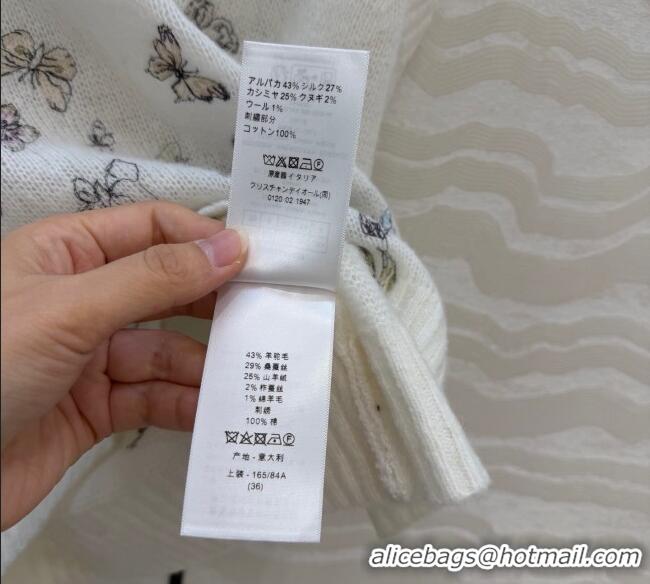 アルパカ 43% シルク 27%
カシミヤ 25% クヌギ 2%
ウール 1%
刺繍部分
コットン 100%
原産國イタリア
クリスチャンディオール(同)
0120 02 1947
43% 羊驼毛
29% 桑蚕丝
25% 山羊绒
2% 柞蚕丝
1% 绵羊毛
刺绣
100% 棉
产地 - 意大利
上装 - 165/84A
(36)
alicebags@hotmail.com